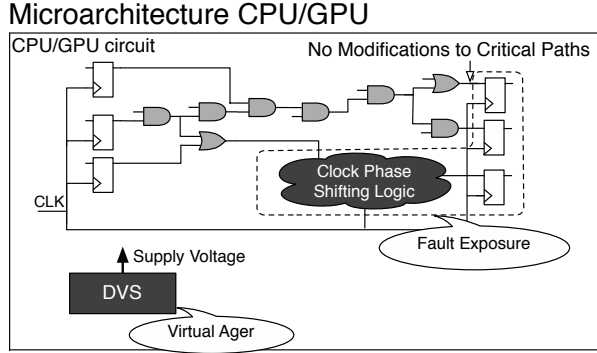 Microarchitecture CPU/GPU
CPU/GPU circuit
No Modifications to Critical Paths
Clock Phase
Shifting Logic
CLK
Fault Exposure
Supply Voltage
DVS
Virtual Ager